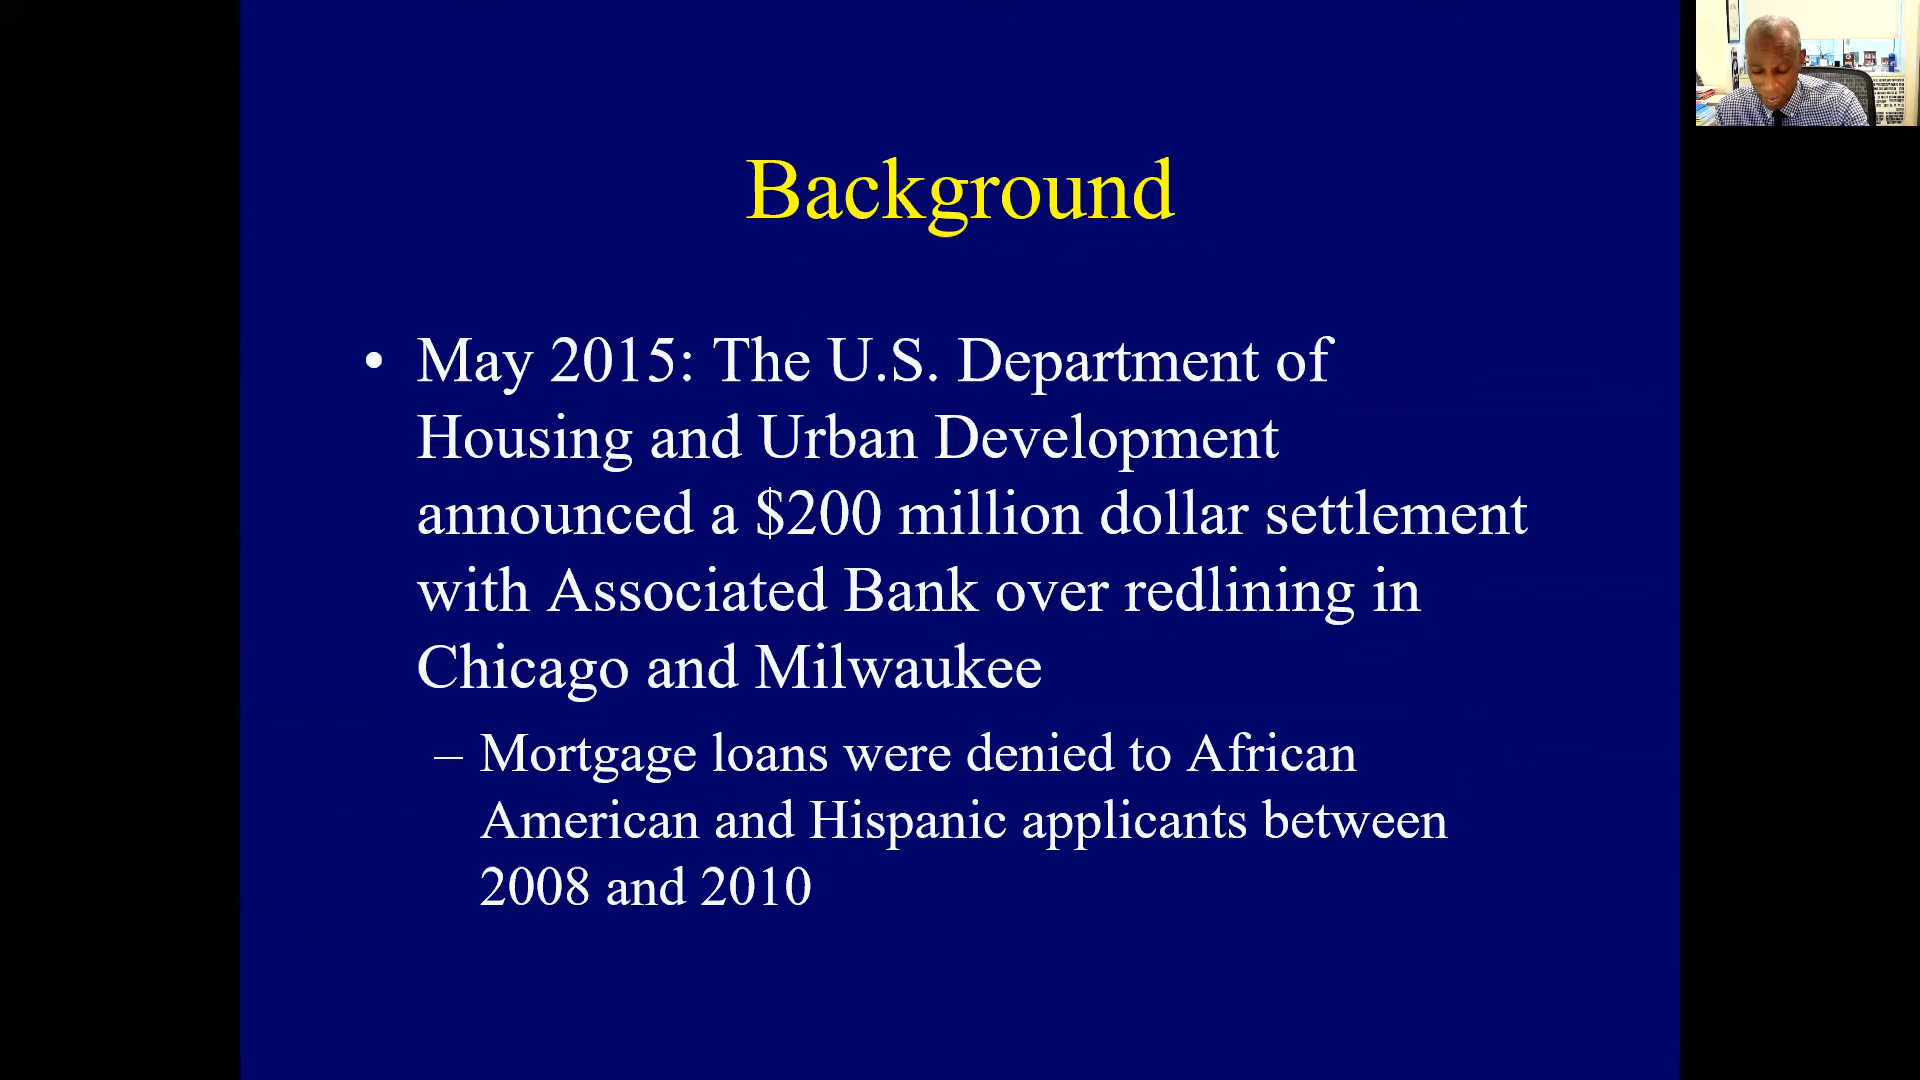 Background
• May 2015: The U.S. Department of
Housing and Urban Development
announced a $200 million dollar settlement
with Associated Bank over redlining in
Chicago and Milwaukee
– Mortgage loans were denied to African
American and Hispanic applicants between
2008 and 2010